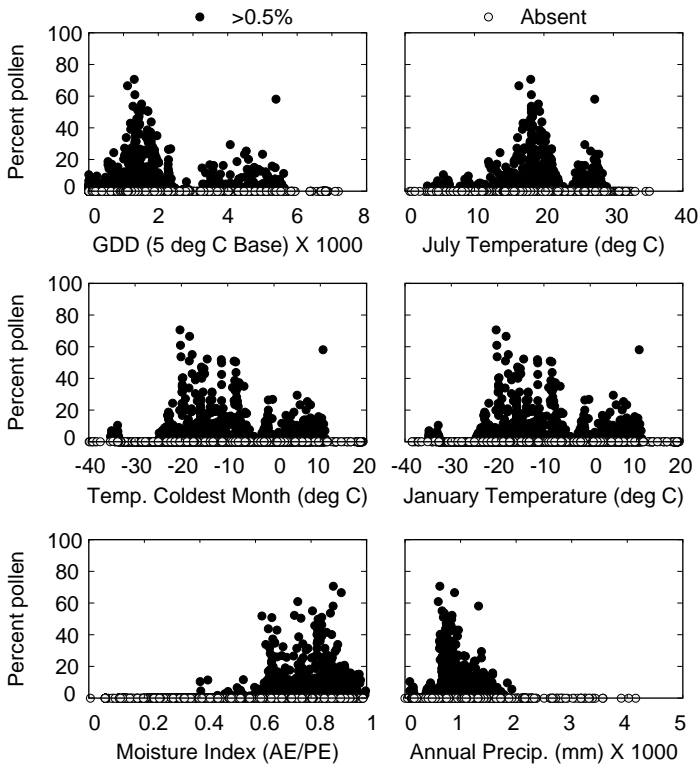 >0.5% Absent
100
80
60
40
20
0
Percent pollen
0 2 4 6 8
GDD (5 deg C Base) X 1000
0 10 20 30 40
July Temperature (deg C)
100
80
60
40
20
0
Percent pollen
-40 -30 -20 -10 0 10 20
Temp. Coldest Month (deg C)
-40 -30 -20 -10 0 10 20
January Temperature (deg C)
100
80
60
40
20
0
Percent pollen
0 0.2 0.4 0.6 0.8 1
Moisture Index (AE/PE)
0 1 2 3 4 5
Annual Precip. (mm) X 1000